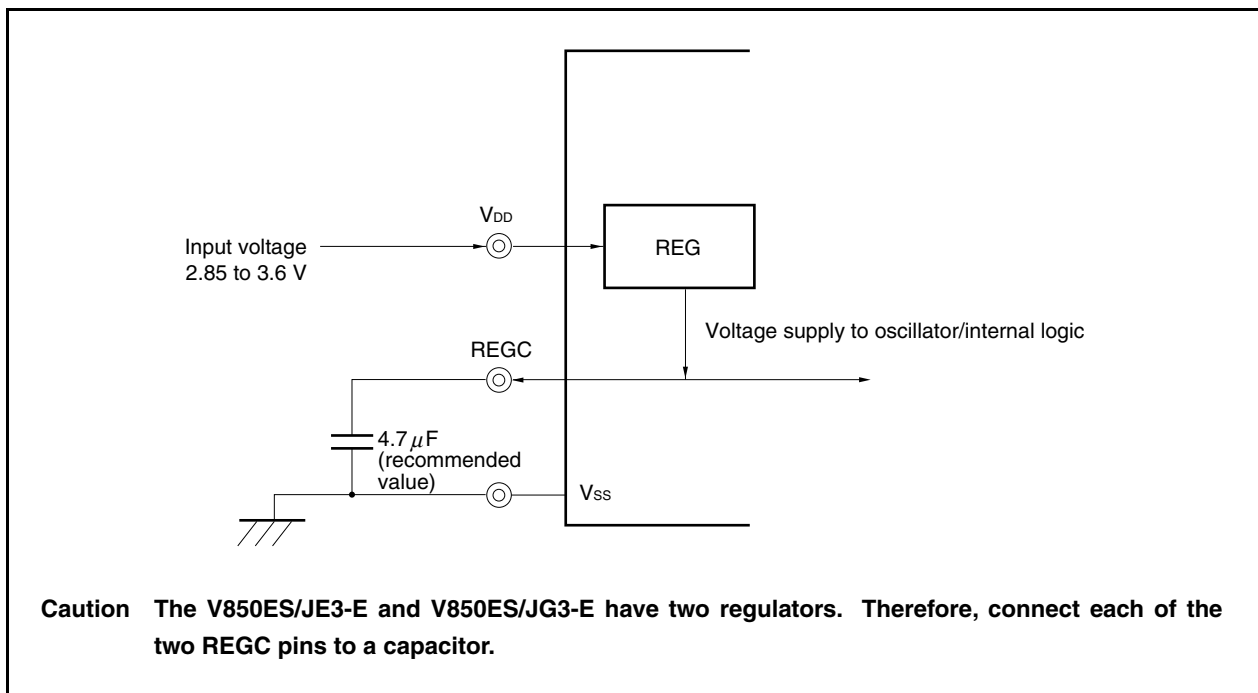 VDD
Input voltage
2.85 to 3.6 V
REG
Voltage supply to oscillator/internal logic
REGC
4.7 μF
(recommended
value)
VSS
Caution The V850ES/JE3-E and V850ES/JG3-E have two regulators. Therefore, connect each of the
two REGC pins to a capacitor.